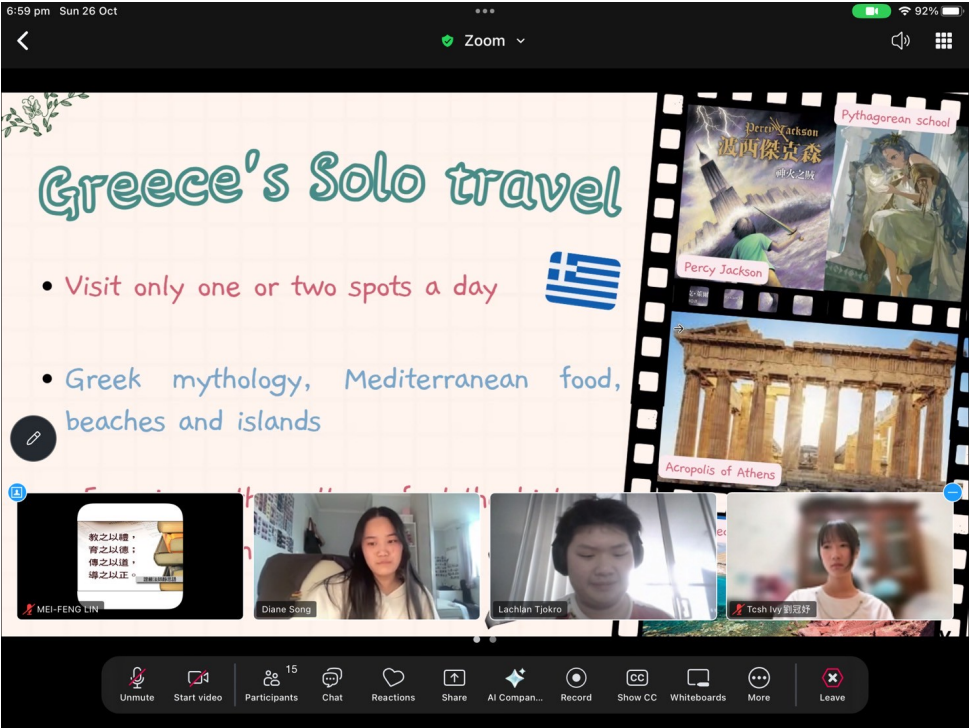 6:59 pm Sun 26 Oct
92%
Zoom
Greece's Solo travel
• Visit only one or two spots a day
• Greek mythology, Mediterranean food,
beaches and islands
Pythagorean school
Percy Jackson
波西傑克森
神火之賊
Percy Jackson
Acropolis of Athens
教之以禮，
育之以德；
傳之以道，
導之以正。
MEI-FENG LIN
Diane Song
Lachlan Tjokro
Tcsh Ivy 劉冠妤
Unmute
Start video
Participants
15
Chat
Reactions
Share
AI Compan...
Record
CC
Show CC
Whiteboards
More
Leave